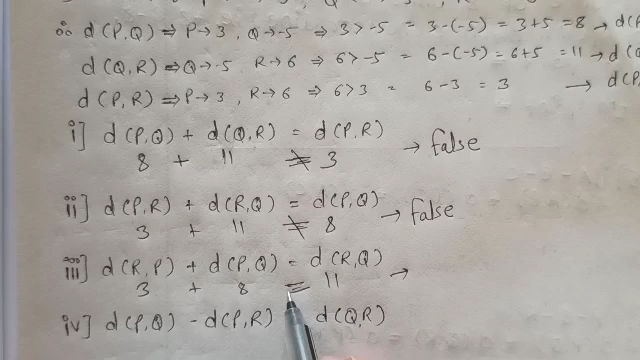 ∴ d(P,Q) ⇒ P→3, Q→-5 ⇒ 3>-5 = 3-(-5) = 3+5 = 8 → d(P
d(Q,R) ⇒ Q→-5 R→6 ⇒ 6>-5 = 6-(-5) = 6+5 = 11 → d(Q
d(P,R) ⇒ P→3, R→6 ⇒ 6>3 = 6-3 = 3 → d(P,
i] d(P,Q) + d(Q,R) = d(P,R)
8 + 11 ≠ 3 → false
ii] d(P,R) + d(R,Q) = d(P,Q)
3 + 11 ≠ 8 → false
iii] d(R,P) + d(P,Q) = d(R,Q)
3 + 8 = 11 →
iv] d(P,Q) - d(P,R) d(Q,R)